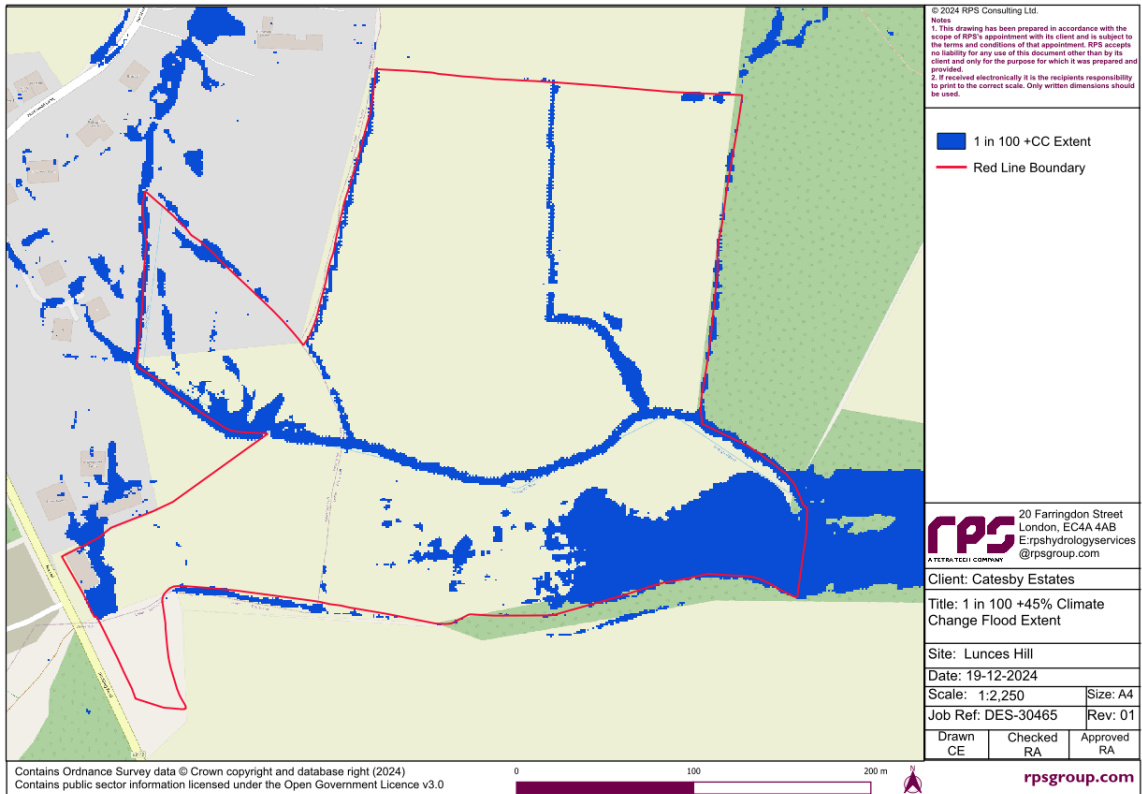 © 2024 RPS Consulting Ltd.
Notes
1. This drawing has been prepared in accordance with the
scope of RPS's appointment with its client and is subject to
the terms and conditions of that appointment. RPS accepts
no liability for any use of this document other than by its
client and only for the purpose for which it was prepared and
provided.
2. If received electronically it is the recipients responsibility
to print to the correct scale. Only written dimensions should
be used.
1 in 100 +CC Extent
Red Line Boundary
rps
A TETRA TECH COMPANY
20 Farringdon Street
London, EC4A 4AB
E:rpshydrologyservices
@rpsgroup.com
Client: Catesby Estates
Title: 1 in 100 +45% Climate
Change Flood Extent
Site: Lunces Hill
Date: 19-12-2024
Scale: 1:2,250 Size: A4
Job Ref: DES-30465 Rev: 01
Drawn Checked Approved
CE RA RA
Contains Ordnance Survey data © Crown copyright and database right (2024)
Contains public sector information licensed under the Open Government Licence v3.0
0 100 200 m
N
rpsgroup.com